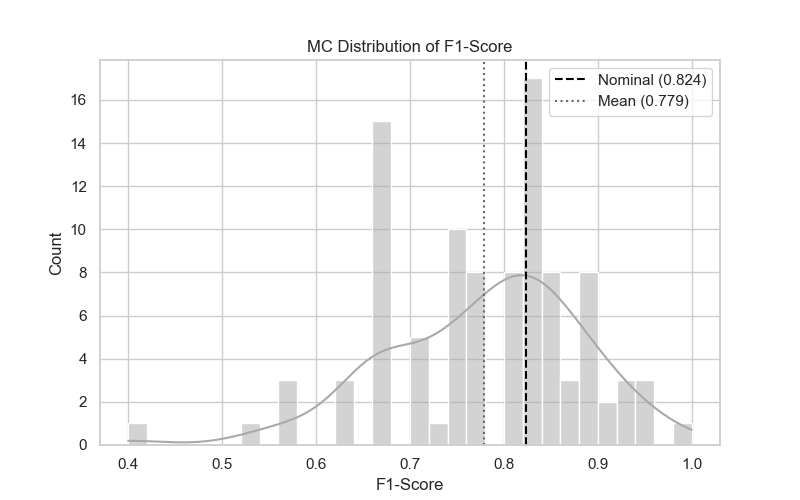 MC Distribution of F1-Score
Nominal (0.824)
Mean (0.779)
Count
16
14
12
10
8
6
4
2
0
0.4 0.5 0.6 0.7 0.8 0.9 1.0
F1-Score